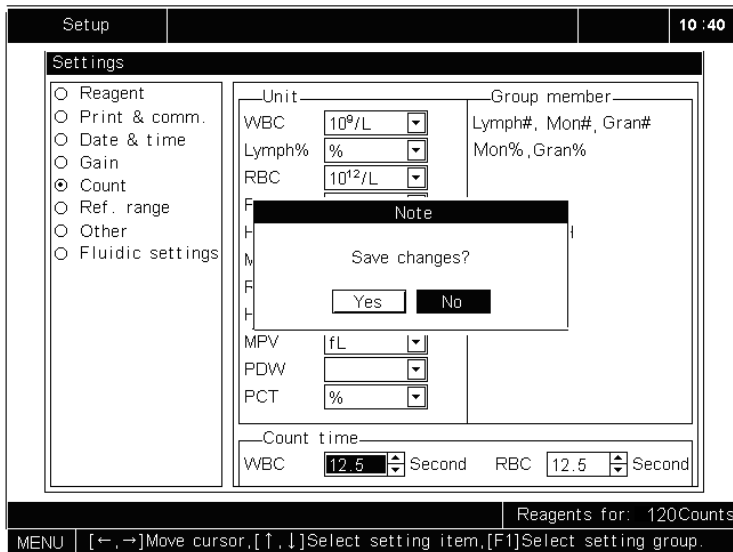 Setup
10:40
Settings
Reagent
Print & comm.
Date & time
Gain
Count
Ref. range
Other
Fluidic settings
Unit
WBC 10⁹/L
Lymph% %
RBC 10¹²/L
MPV fL
PDW
PCT %
Group member
Lymph#, Mon#, Gran#
Mon%,Gran%
Note
Save changes?
Yes No
Count time
WBC 12.5 Second RBC 12.5 Second
Reagents for: 120Counts
MENU [←,→]Move cursor,[↑,↓]Select setting item,[F1]Select setting group.